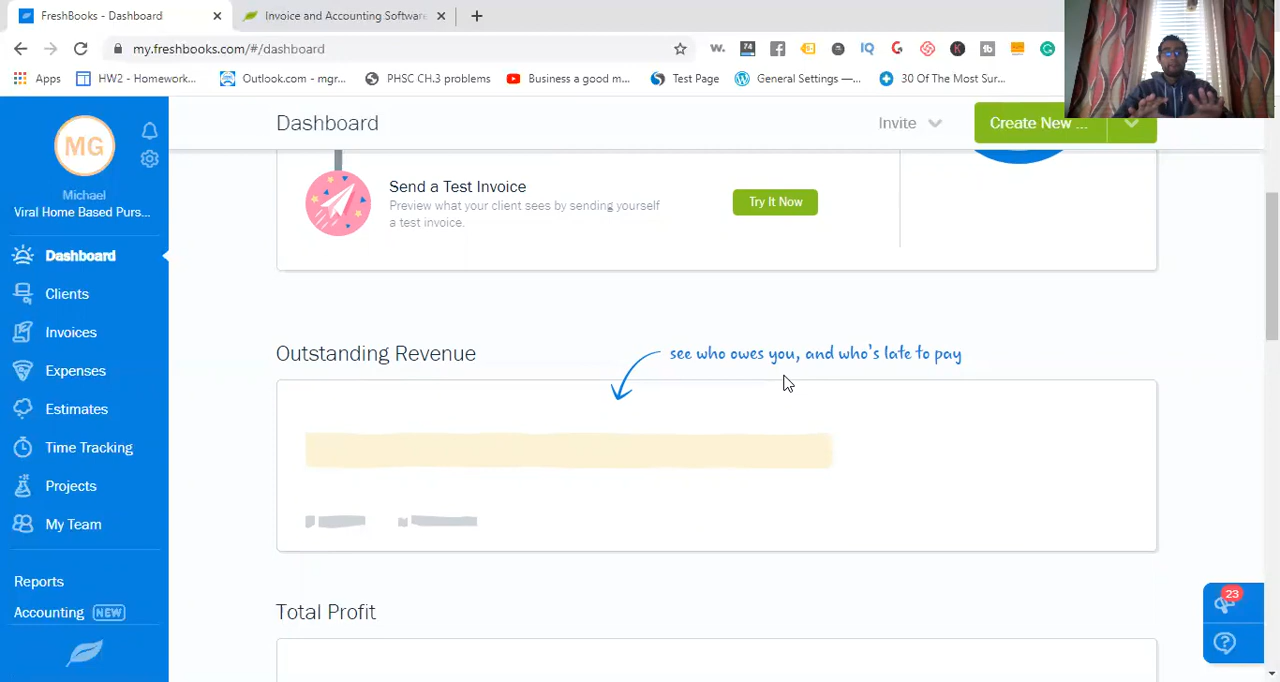 FreshBooks - Dashboard
Invoice and Accounting Software
my.freshbooks.com/#/dashboard
w.
74
IQ
G
K
tb
G
Apps
HW2 - Homework...
Outlook.com - mgr...
PHSC CH.3 problems
Business a good m...
Test Page
General Settings —...
30 Of The Most Sur...
MG
Michael
Viral Home Based Purs...
Dashboard
Clients
Invoices
Expenses
Estimates
Time Tracking
Projects
My Team
Reports
Accounting NEW
Dashboard
Invite
Create New ...
Send a Test Invoice
Preview what your client sees by sending yourself
a test invoice.
Try It Now
Outstanding Revenue
see who owes you, and who's late to pay
Total Profit
23